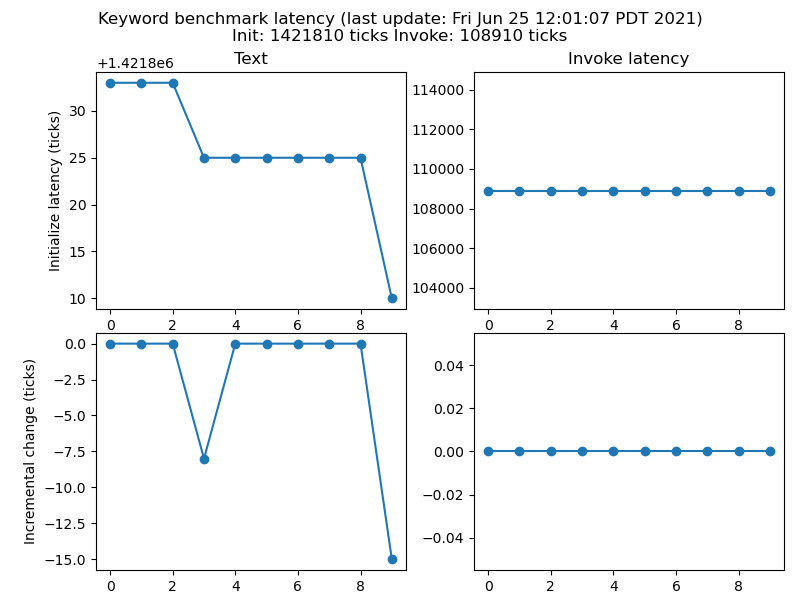 Keyword benchmark latency (last update: Fri Jun 25 12:01:07 PDT 2021)
Init: 1421810 ticks Invoke: 108910 ticks
Text
+1.4218e6
Initialize latency (ticks)
30
25
20
15
10
0 2 4 6 8
Invoke latency
114000
112000
110000
108000
106000
104000
0 2 4 6 8
Incremental change (ticks)
0.0
−2.5
−5.0
−7.5
−10.0
−12.5
−15.0
0 2 4 6 8
0.04
0.02
0.00
−0.02
−0.04
0 2 4 6 8